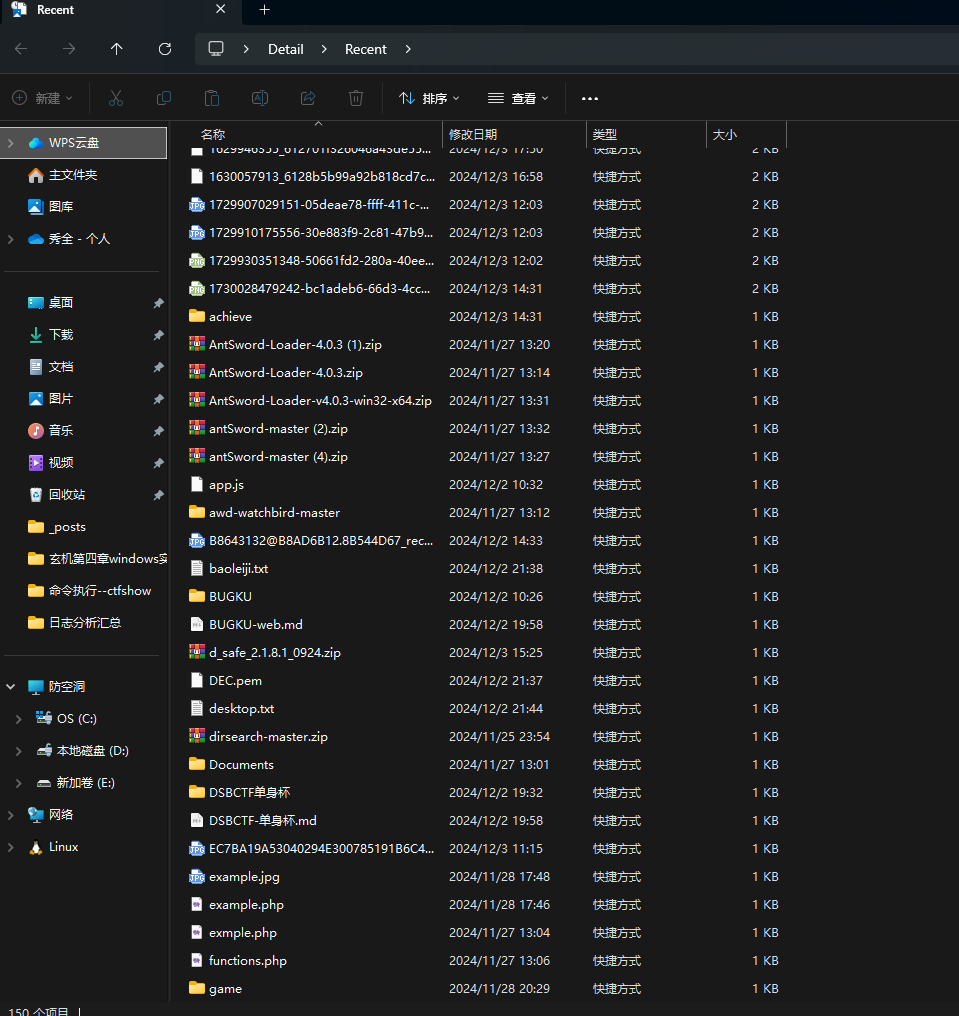 Recent
Detail > Recent >
新建 排序 查看 ...
名称 修改日期 类型 大小
WPS云盘
主文件夹
图库
秀全 - 个人
桌面
下载
文档
图片
音乐
视频
回收站
_posts
玄机第四章windows实
命令执行--ctfshow
日志分析汇总
防空洞
OS (C:)
本地磁盘 (D:)
新加卷 (E:)
网络
Linux
1629946355_6127011326046a43de55... 2024/12/3 17:50 快捷方式 2 KB
1630057913_6128b5b99a92b818cd7c... 2024/12/3 16:58 快捷方式 2 KB
1729907029151-05deae78-ffff-411c-... 2024/12/3 12:03 快捷方式 2 KB
1729910175556-30e883f9-2c81-47b9... 2024/12/3 12:03 快捷方式 2 KB
1729930351348-50661fd2-280a-40ee... 2024/12/3 12:02 快捷方式 2 KB
1730028479242-bc1adeb6-66d3-4cc... 2024/12/3 14:31 快捷方式 2 KB
achieve 2024/12/3 14:31 快捷方式 1 KB
AntSword-Loader-4.0.3 (1).zip 2024/11/27 13:20 快捷方式 1 KB
AntSword-Loader-4.0.3.zip 2024/11/27 13:14 快捷方式 1 KB
AntSword-Loader-v4.0.3-win32-x64.zip 2024/11/27 13:31 快捷方式 1 KB
antSword-master (2).zip 2024/11/27 13:32 快捷方式 1 KB
antSword-master (4).zip 2024/11/27 13:27 快捷方式 1 KB
app.js 2024/12/2 10:32 快捷方式 1 KB
awd-watchbird-master 2024/11/27 13:12 快捷方式 1 KB
B8643132@B8AD6B12.8B544D67_rec... 2024/12/2 14:33 快捷方式 1 KB
baoleiji.txt 2024/12/2 21:38 快捷方式 1 KB
BUGKU 2024/12/2 10:26 快捷方式 1 KB
BUGKU-web.md 2024/12/2 19:58 快捷方式 1 KB
d_safe_2.1.8.1_0924.zip 2024/12/3 15:25 快捷方式 1 KB
DEC.pem 2024/12/2 21:37 快捷方式 1 KB
desktop.txt 2024/12/2 21:44 快捷方式 1 KB
dirsearch-master.zip 2024/11/25 23:54 快捷方式 1 KB
Documents 2024/11/27 13:01 快捷方式 1 KB
DSBCTF单身杯 2024/12/2 19:32 快捷方式 1 KB
DSBCTF-单身杯.md 2024/12/2 19:58 快捷方式 1 KB
EC7BA19A53040294E300785191B6C4... 2024/12/3 11:15 快捷方式 1 KB
example.jpg 2024/11/28 17:48 快捷方式 1 KB
example.php 2024/11/28 17:46 快捷方式 1 KB
exmple.php 2024/11/27 13:04 快捷方式 1 KB
functions.php 2024/11/27 13:06 快捷方式 1 KB
game 2024/11/28 20:29 快捷方式 1 KB
150 个项目